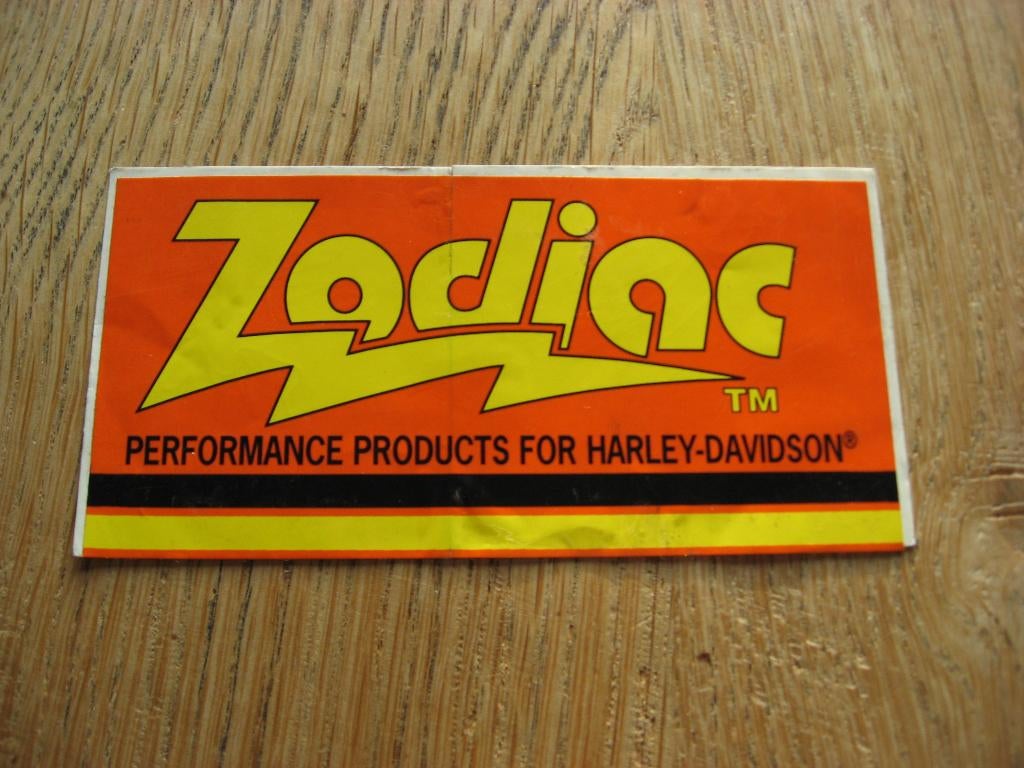 Zodiac
TM
PERFORMANCE PRODUCTS FOR HARLEY-DAVIDSON®